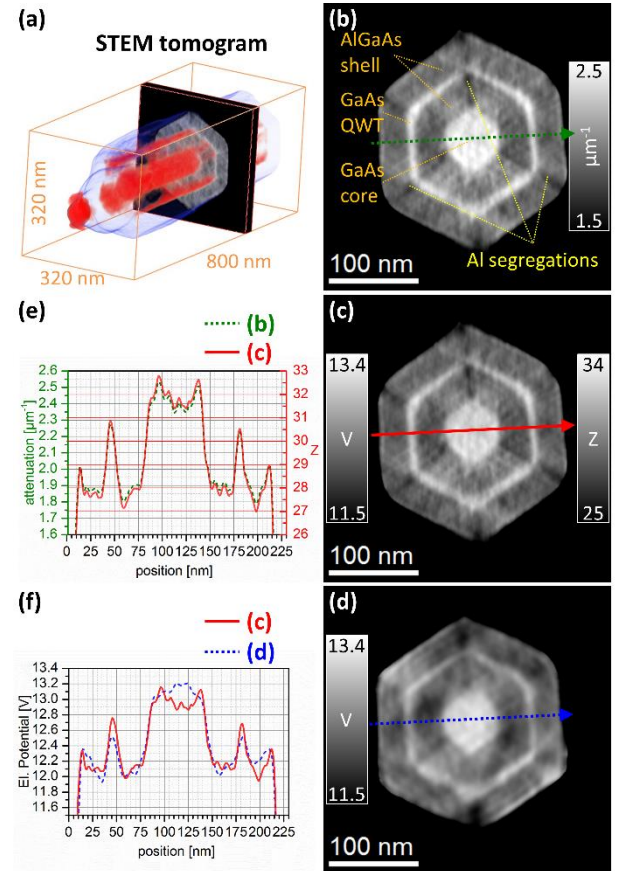 (a)
STEM tomogram
320 nm
320 nm
800 nm
(b)
AlGaAs
shell
GaAs
QWT
GaAs
core
2.5
µm⁻¹
1.5
Al segregations
100 nm
(e)
(b)
(c)
2.6
2.5
2.4
2.3
2.2
2.1
2.0
1.9
1.8
1.7
1.6
attenuation [µm⁻¹]
33
32
31
30
29
28
27
26
Z
0 25 50 75 100 125 150 175 200 225
position [nm]
(c)
13.4
V
11.5
34
Z
25
100 nm
(f)
(c)
(d)
13.4
13.2
13.0
12.8
12.6
12.4
12.2
12.0
11.8
11.6
El. Potential [V]
0 25 50 75 100 125 150 175 200 225
position [nm]
(d)
13.4
V
11.5
100 nm